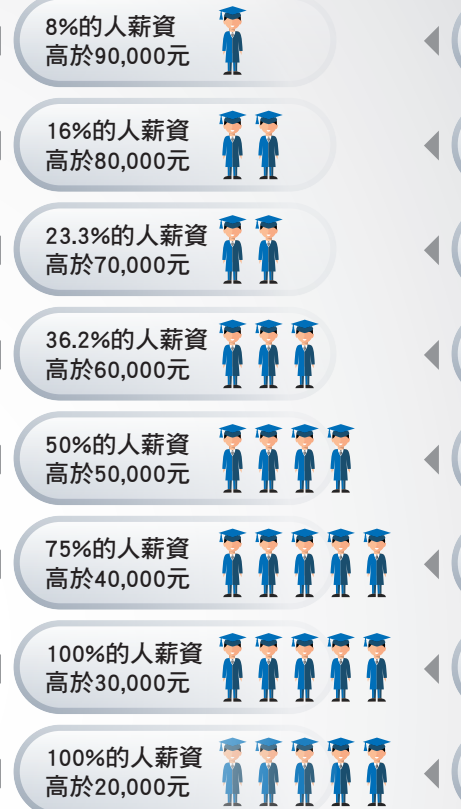 8%的人薪資
高於90,000元
16%的人薪資
高於80,000元
23.3%的人薪資
高於70,000元
36.2%的人薪資
高於60,000元
50%的人薪資
高於50,000元
75%的人薪資
高於40,000元
100%的人薪資
高於30,000元
100%的人薪資
高於20,000元